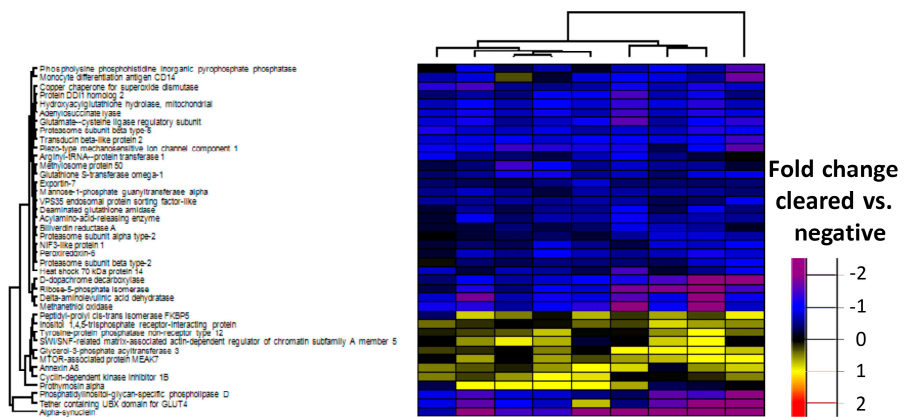 Phospholysine phosphohistidine inorganic pyrophosphate phosphatase
Monocyte differentiation antigen CD14
Copper chaperone for superoxide dismutase
Protein DDI1 homolog 2
Hydroxyacylglutathione hydrolase, mitochondrial
Adenylosuccinate lyase
Glutamate--cysteine ligase regulatory subunit
Proteasome subunit beta type-8
Transducin beta-like protein 2
Piezo-type mechanosensitive ion channel component 1
Arginyl-tRNA--protein transferase 1
Methylosome protein 50
Glutathione S-transferase omega-1
Exportin-7
Mannose-1-phosphate guanyltransferase alpha
VPS35 endosomal protein sorting factor-like
Deaminated glutathione amidase
Acylamino-acid-releasing enzyme
Biliverdin reductase A
Proteasome subunit alpha type-2
NIF3-like protein 1
Peroxiredoxin-6
Proteasome subunit beta type-2
Heat shock 70 kDa protein 14
D-dopachrome decarboxylase
Ribose-5-phosphate isomerase
Delta-aminolevulinic acid dehydratase
Methanethiol oxidase
Peptidyl-prolyl cis-trans isomerase FKBP5
Inositol 1,4,5-trisphosphate receptor-interacting protein
Tyrosine-protein phosphatase non-receptor type 12
SWI/SNF-related matrix-associated actin-dependent regulator of chromatin subfamily A member 5
Glycerol-3-phosphate acyltransferase 3
MTOR-associated protein MEAK7
Annexin A8
Cyclin-dependent kinase inhibitor 1B
Prothymosin alpha
Phosphatidylinositol-glycan-specific phospholipase D
Tether containing UBX domain for GLUT4
Alpha-synuclein
Fold change
cleared vs.
negative
-2
-1
0
1
2